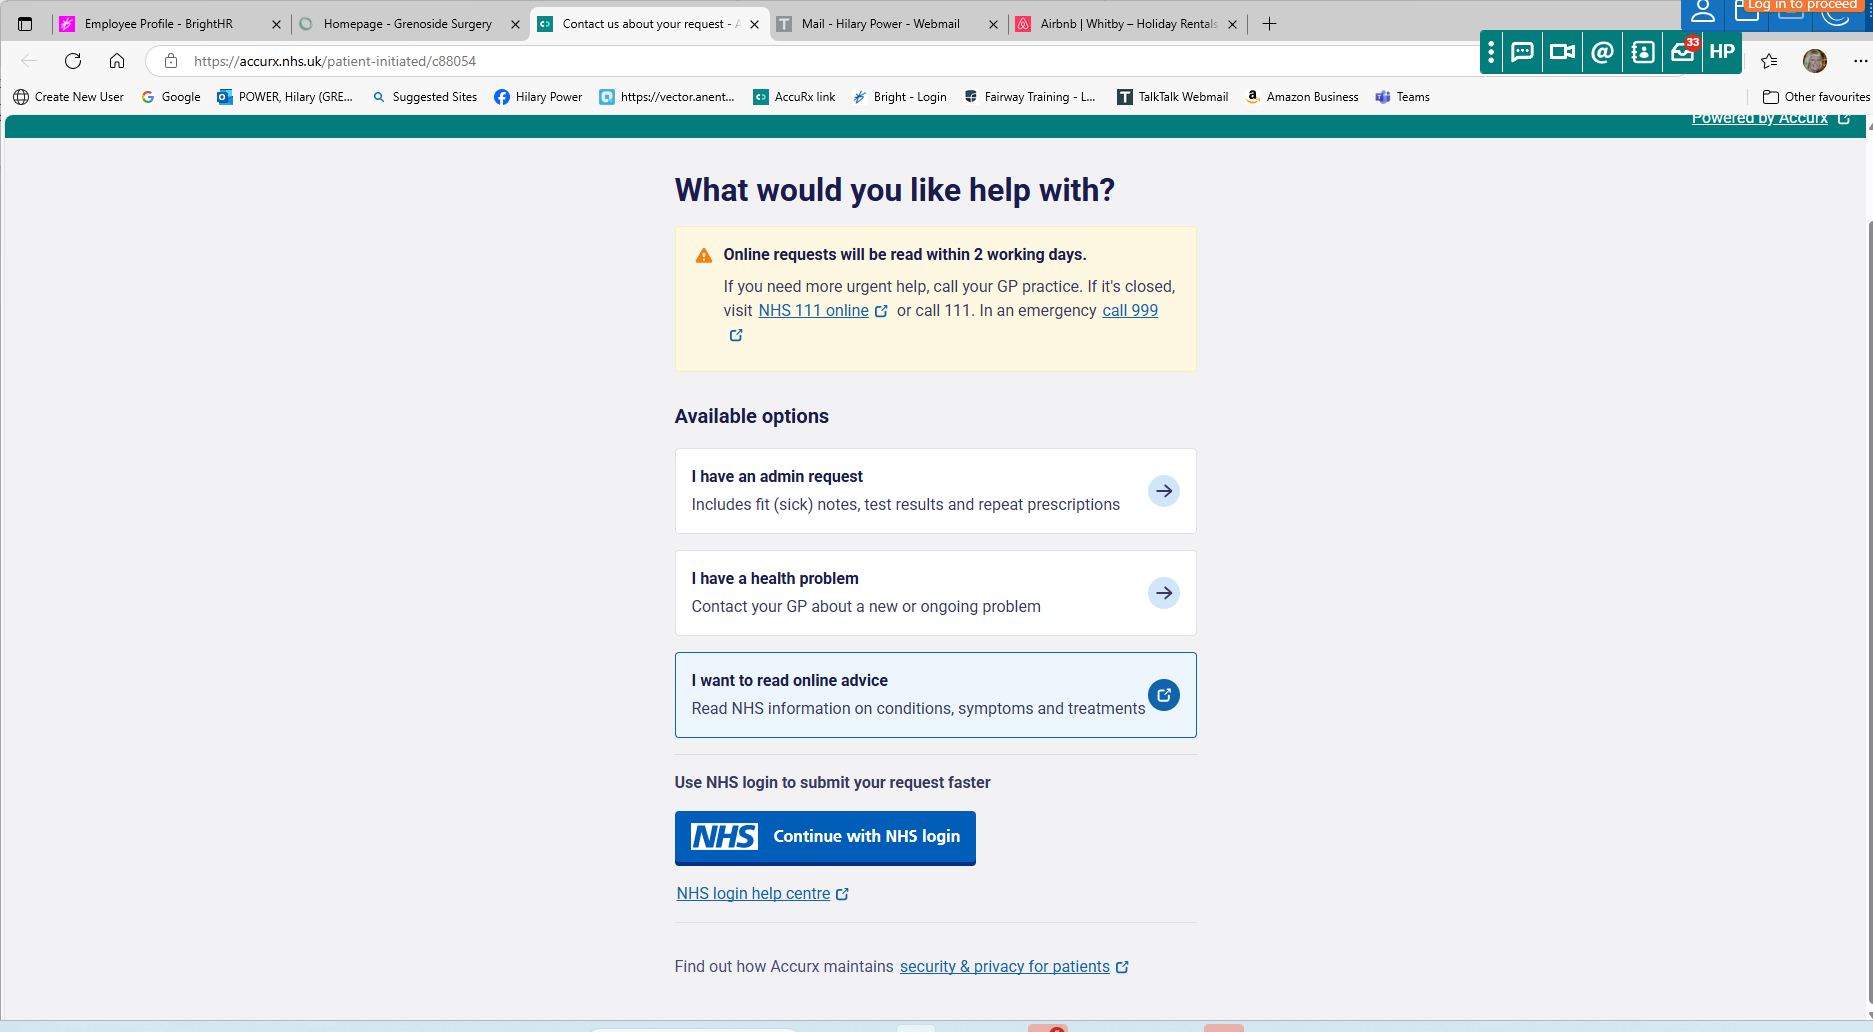 Log in to proceed
Employee Profile - BrightHR
Homepage - Grenoside Surgery
Contact us about your request - A
Mail - Hilary Power - Webmail
Airbnb | Whitby – Holiday Rentals
https://accurx.nhs.uk/patient-initiated/c88054
33
HP
Create New User
Google
POWER, Hilary (GRE...
Suggested Sites
Hilary Power
https://vector.anent...
AccuRx link
Bright - Login
Fairway Training - L...
TalkTalk Webmail
Amazon Business
Teams
Other favourites
Powered by Accurx
What would you like help with?
Online requests will be read within 2 working days.
If you need more urgent help, call your GP practice. If it's closed,
visit NHS 111 online or call 111. In an emergency call 999
Available options
I have an admin request
Includes fit (sick) notes, test results and repeat prescriptions
I have a health problem
Contact your GP about a new or ongoing problem
I want to read online advice
Read NHS information on conditions, symptoms and treatments
Use NHS login to submit your request faster
NHS Continue with NHS login
NHS login help centre
Find out how Accurx maintains security & privacy for patients